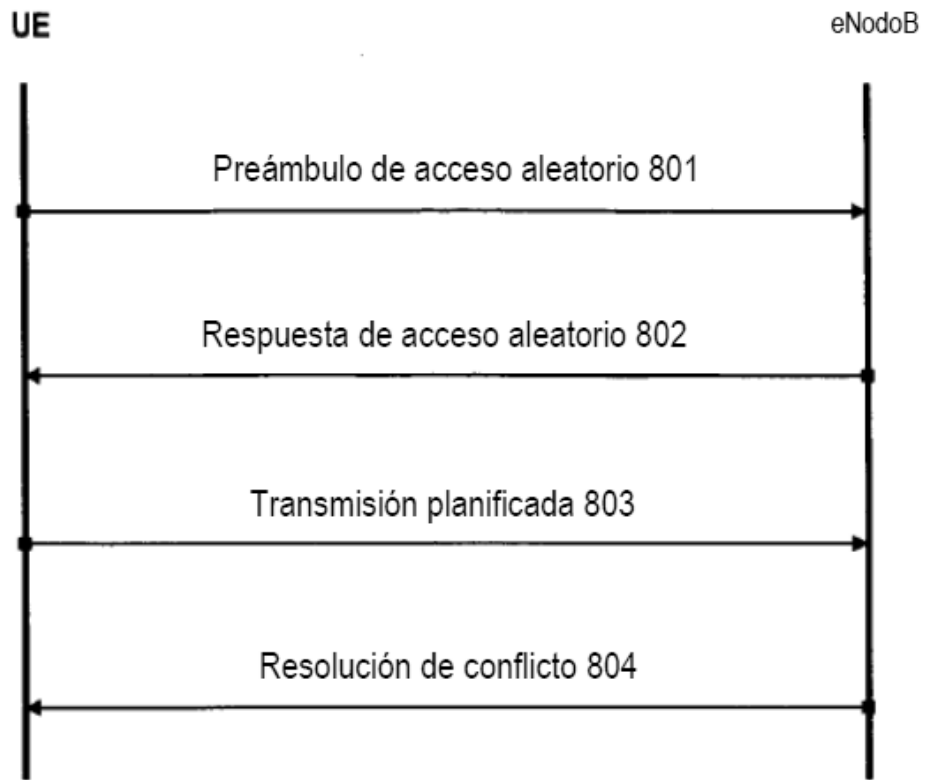 UE
eNodoB
Preámbulo de acceso aleatorio 801
Respuesta de acceso aleatorio 802
Transmisión planificada 803
Resolución de conflicto 804